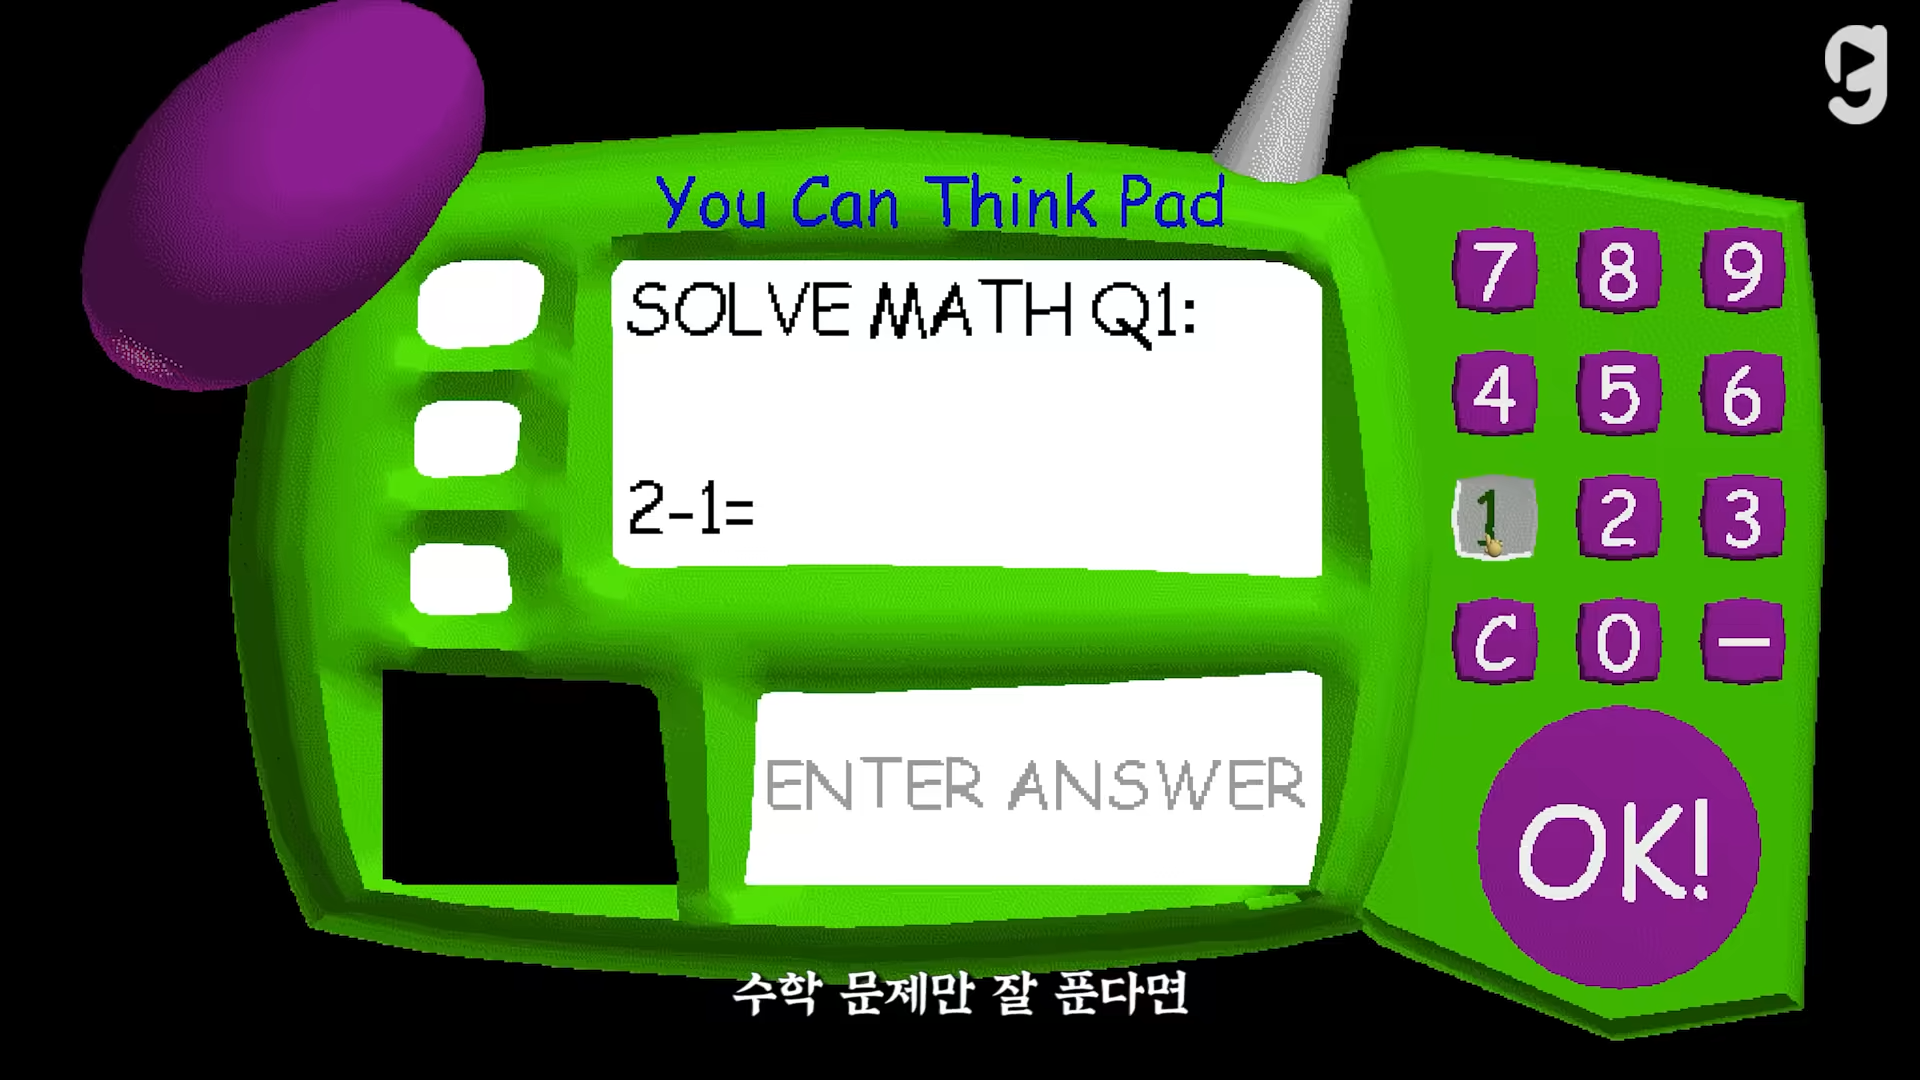 You Can Think Pad
SOLVE MATH Q1:
2-1=
ENTER ANSWER
7 8 9
4 5 6
1 2 3
C 0 -
OK!
수학 문제만 잘 푼다면
g